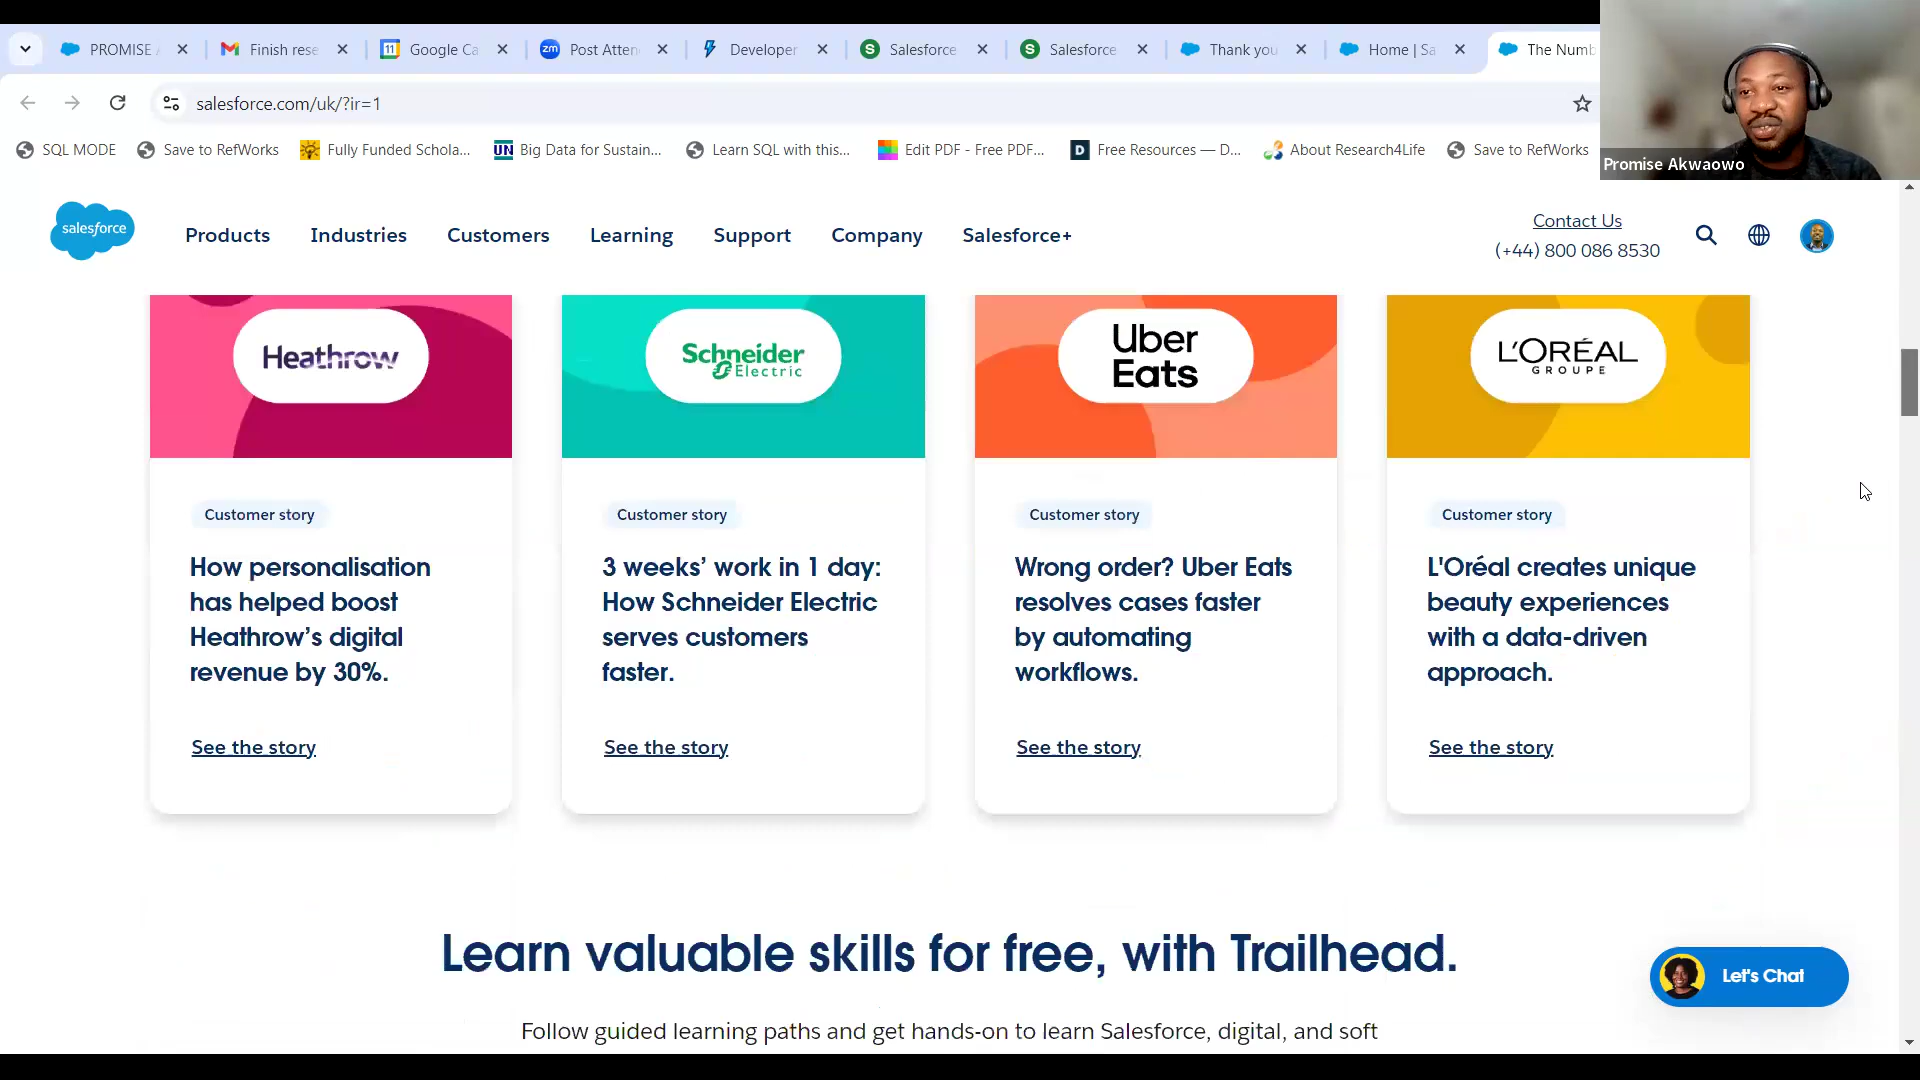 PROMISE
Finish rese
11
Google Ca
zm
Post Atten
Developer
S
Salesforce
S
Salesforce
Thank you
Home | Sa
The Numb
salesforce.com/uk/?ir=1
SQL MODE
Save to RefWorks
Fully Funded Schola...
UN
Big Data for Sustain...
Learn SQL with this...
Edit PDF - Free PDF...
D
Free Resources — D...
About Research4Life
Save to RefWorks
Promise Akwaowo
salesforce
Products
Industries
Customers
Learning
Support
Company
Salesforce+
Contact Us
(+44) 800 086 8530
Heathrow
Schneider
Electric
Uber
Eats
L'ORÉAL
GROUPE
Customer story
How personalisation
has helped boost
Heathrow’s digital
revenue by 30%.
See the story
Customer story
3 weeks’ work in 1 day:
How Schneider Electric
serves customers
faster.
See the story
Customer story
Wrong order? Uber Eats
resolves cases faster
by automating
workflows.
See the story
Customer story
L'Oréal creates unique
beauty experiences
with a data-driven
approach.
See the story
Learn valuable skills for free, with Trailhead.
Follow guided learning paths and get hands-on to learn Salesforce, digital, and soft
Let's Chat